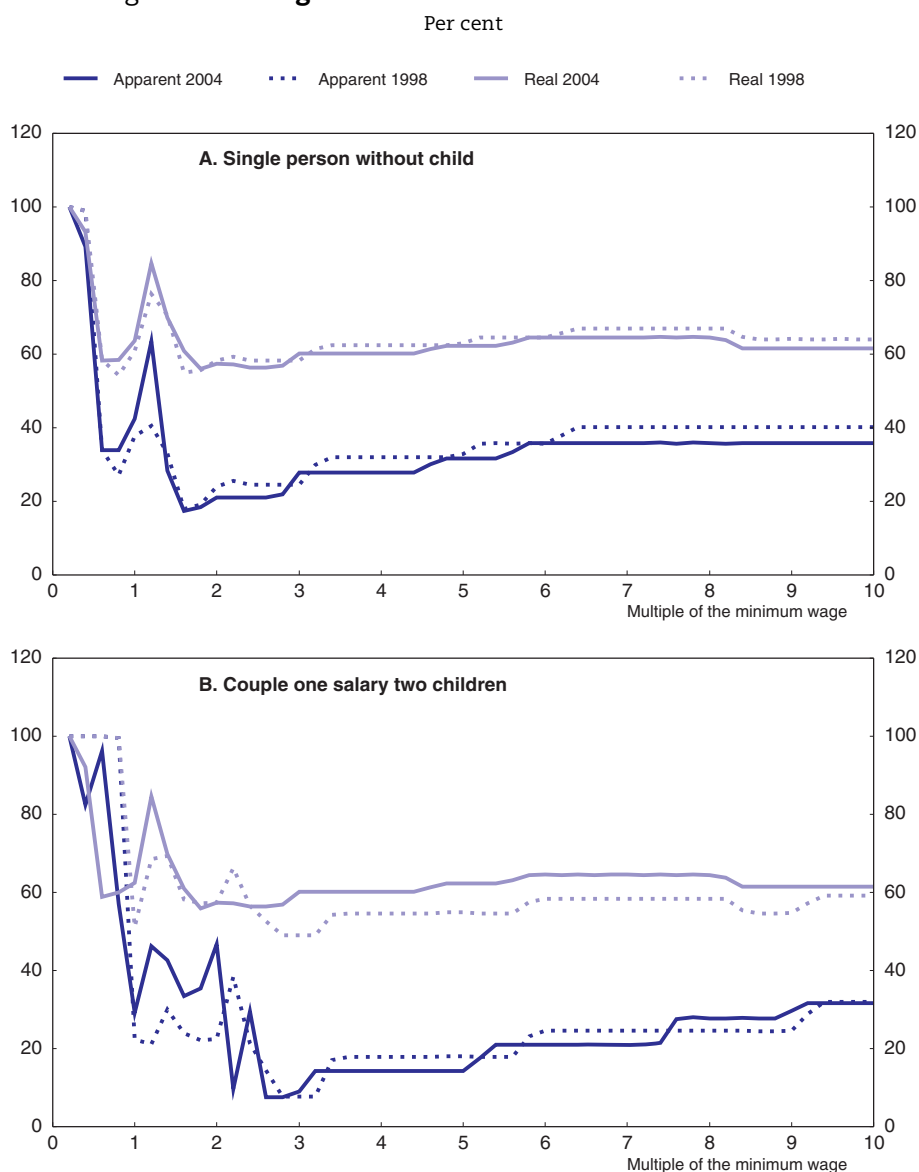 Per cent
Apparent 2004 Apparent 1998 Real 2004 Real 1998
120 120
A. Single person without child
100 100
80 80
60 60
40 40
20 20
0 0
0 1 2 3 4 5 6 7 8 9 10
Multiple of the minimum wage
120 120
B. Couple one salary two children
100 100
80 80
60 60
40 40
20 20
0 0
0 1 2 3 4 5 6 7 8 9 10
Multiple of the minimum wage